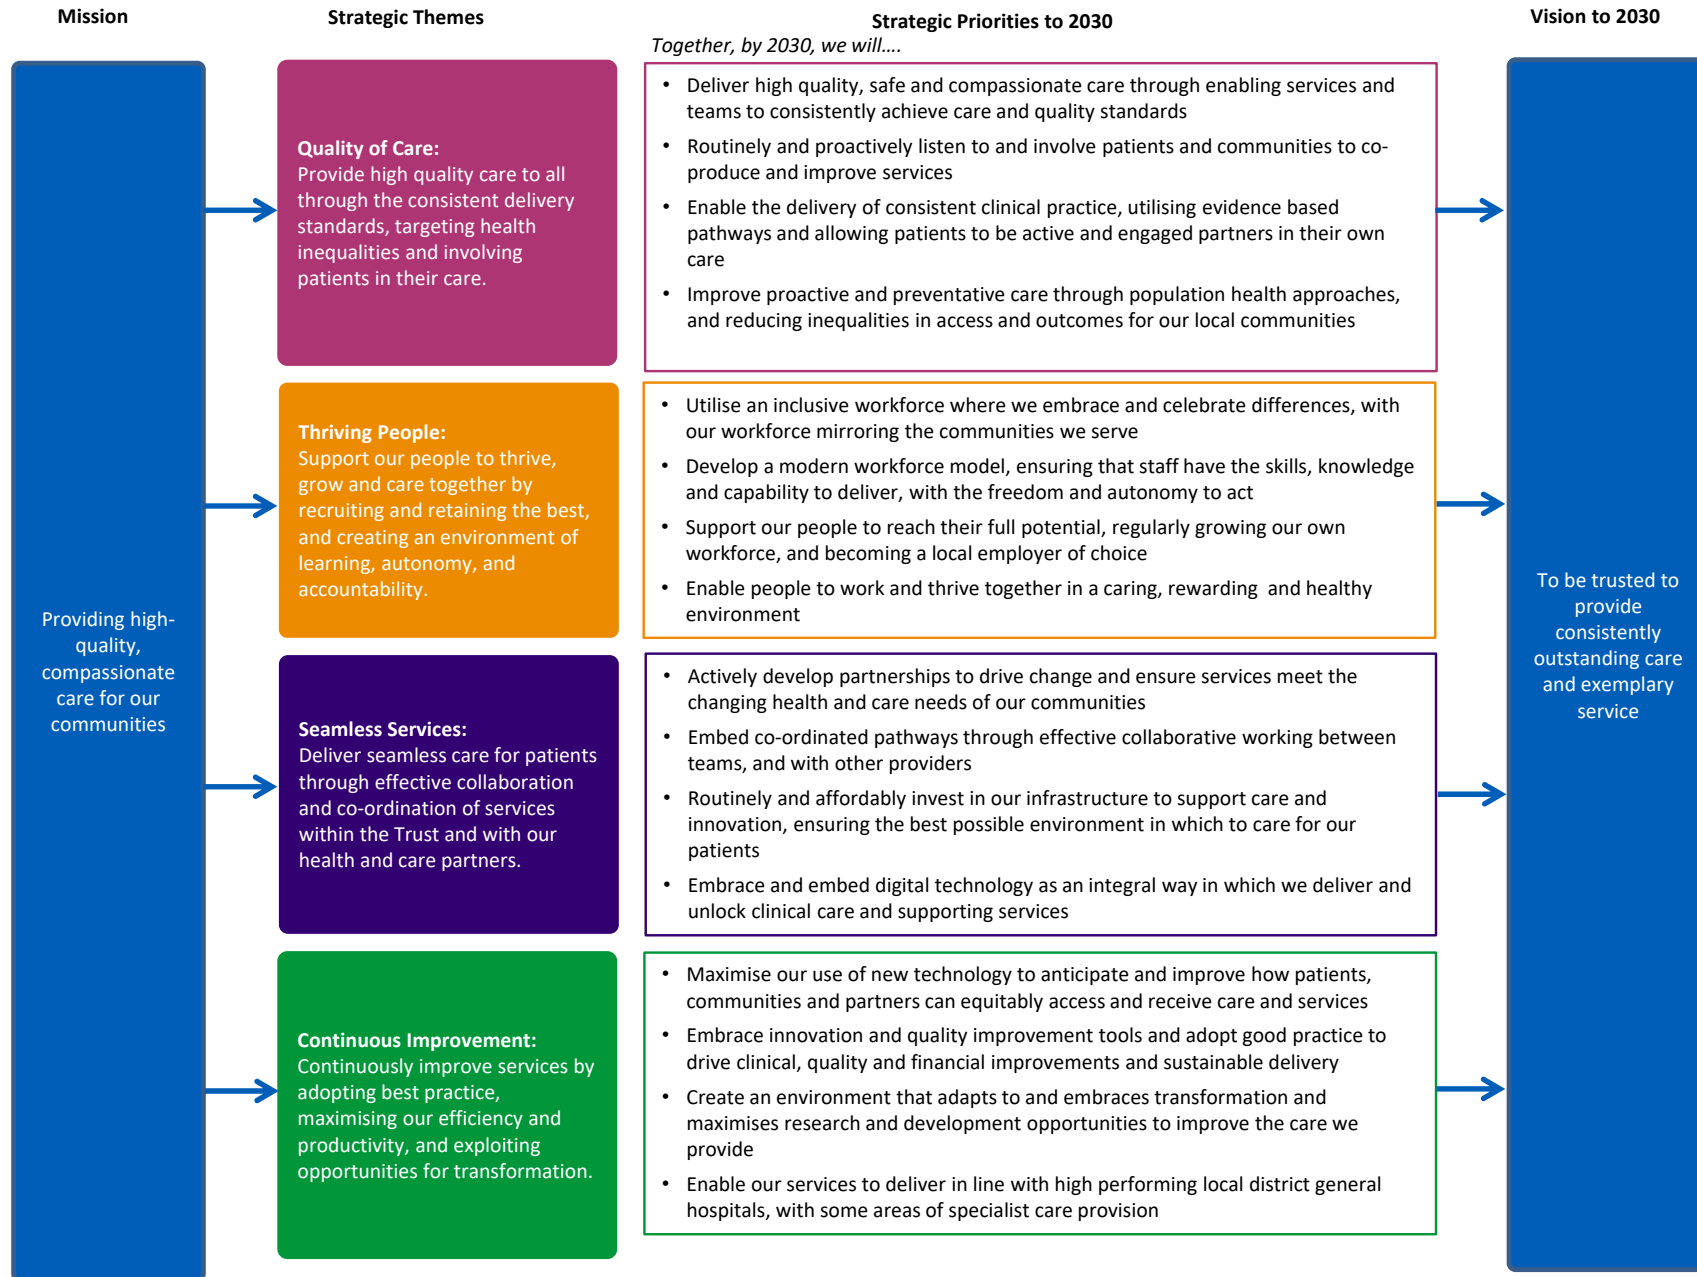 Mission
Strategic Themes
Strategic Priorities to 2030
Vision to 2030
Together, by 2030, we will....
Providing high-
quality,
compassionate
care for our
communities
Quality of Care:
Provide high quality care to all
through the consistent delivery
standards, targeting health
inequalities and involving
patients in their care.
• Deliver high quality, safe and compassionate care through enabling services and
teams to consistently achieve care and quality standards
• Routinely and proactively listen to and involve patients and communities to co-
produce and improve services
• Enable the delivery of consistent clinical practice, utilising evidence based
pathways and allowing patients to be active and engaged partners in their own
care
• Improve proactive and preventative care through population health approaches,
and reducing inequalities in access and outcomes for our local communities
Thriving People:
Support our people to thrive,
grow and care together by
recruiting and retaining the best,
and creating an environment of
learning, autonomy, and
accountability.
• Utilise an inclusive workforce where we embrace and celebrate differences, with
our workforce mirroring the communities we serve
• Develop a modern workforce model, ensuring that staff have the skills, knowledge
and capability to deliver, with the freedom and autonomy to act
• Support our people to reach their full potential, regularly growing our own
workforce, and becoming a local employer of choice
• Enable people to work and thrive together in a caring, rewarding and healthy
environment
Seamless Services:
Deliver seamless care for patients
through effective collaboration
and co-ordination of services
within the Trust and with our
health and care partners.
• Actively develop partnerships to drive change and ensure services meet the
changing health and care needs of our communities
• Embed co-ordinated pathways through effective collaborative working between
teams, and with other providers
• Routinely and affordably invest in our infrastructure to support care and
innovation, ensuring the best possible environment in which to care for our
patients
• Embrace and embed digital technology as an integral way in which we deliver and
unlock clinical care and supporting services
Continuous Improvement:
Continuously improve services by
adopting best practice,
maximising our efficiency and
productivity, and exploiting
opportunities for transformation.
• Maximise our use of new technology to anticipate and improve how patients,
communities and partners can equitably access and receive care and services
• Embrace innovation and quality improvement tools and adopt good practice to
drive clinical, quality and financial improvements and sustainable delivery
• Create an environment that adapts to and embraces transformation and
maximises research and development opportunities to improve the care we
provide
• Enable our services to deliver in line with high performing local district general
hospitals, with some areas of specialist care provision
To be trusted to
provide
consistently
outstanding care
and exemplary
service